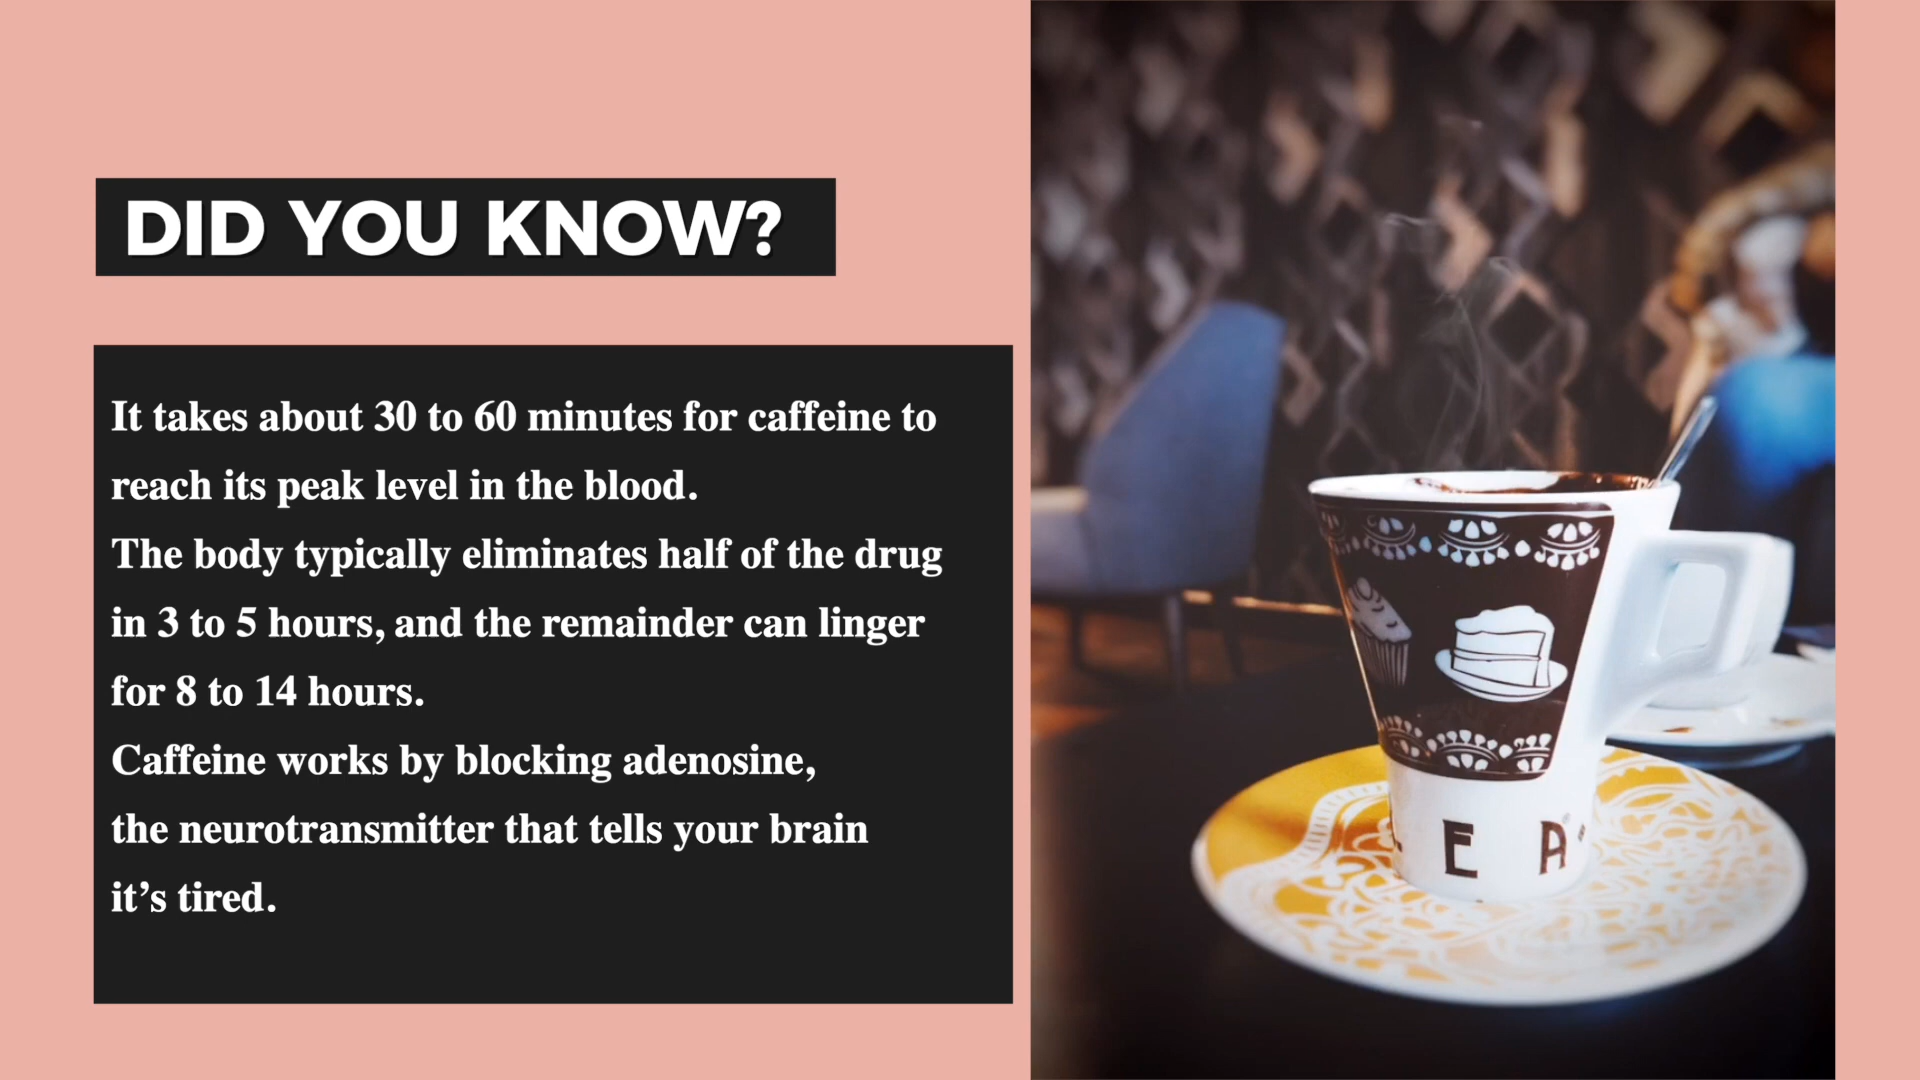 DID YOU KNOW?
It takes about 30 to 60 minutes for caffeine to
reach its peak level in the blood.
The body typically eliminates half of the drug
in 3 to 5 hours, and the remainder can linger
for 8 to 14 hours.
Caffeine works by blocking adenosine,
the neurotransmitter that tells your brain
it’s tired.
E A